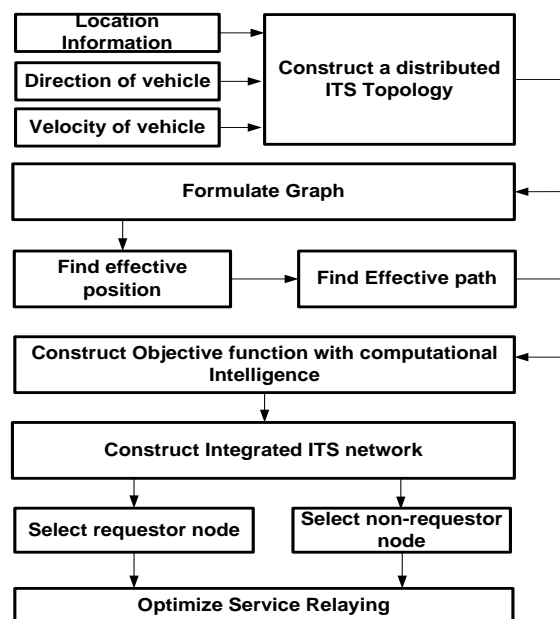 Location
Information
Direction of vehicle
Velocity of vehicle
Construct a distributed
ITS Topology
Formulate Graph
Find effective
position
Find Effective path
Construct Objective function with computational
Intelligence
Construct Integrated ITS network
Select requestor node
Select non-requestor
node
Optimize Service Relaying